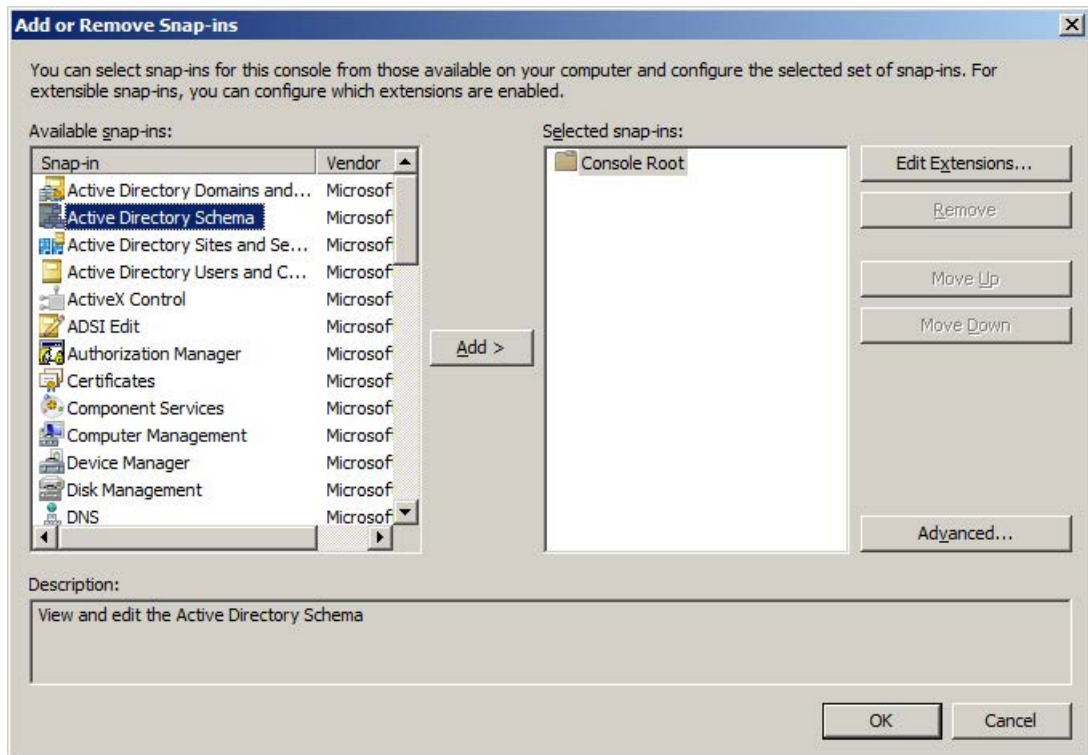 Add or Remove Snap-ins
You can select snap-ins for this console from those available on your computer and configure the selected set of snap-ins. For
extensible snap-ins, you can configure which extensions are enabled.
Available snap-ins:
Snap-in Vendor
Active Directory Domains and... Microsof
Active Directory Schema Microsof
Active Directory Sites and Se... Microsof
Active Directory Users and C... Microsof
ActiveX Control Microsof
ADSI Edit Microsof
Authorization Manager Microsof
Certificates Microsof
Component Services Microsof
Computer Management Microsof
Device Manager Microsof
Disk Management Microsof
DNS Microsof
Add >
Selected snap-ins:
Console Root
Edit Extensions...
Remove
Move Up
Move Down
Advanced...
Description:
View and edit the Active Directory Schema
OK Cancel